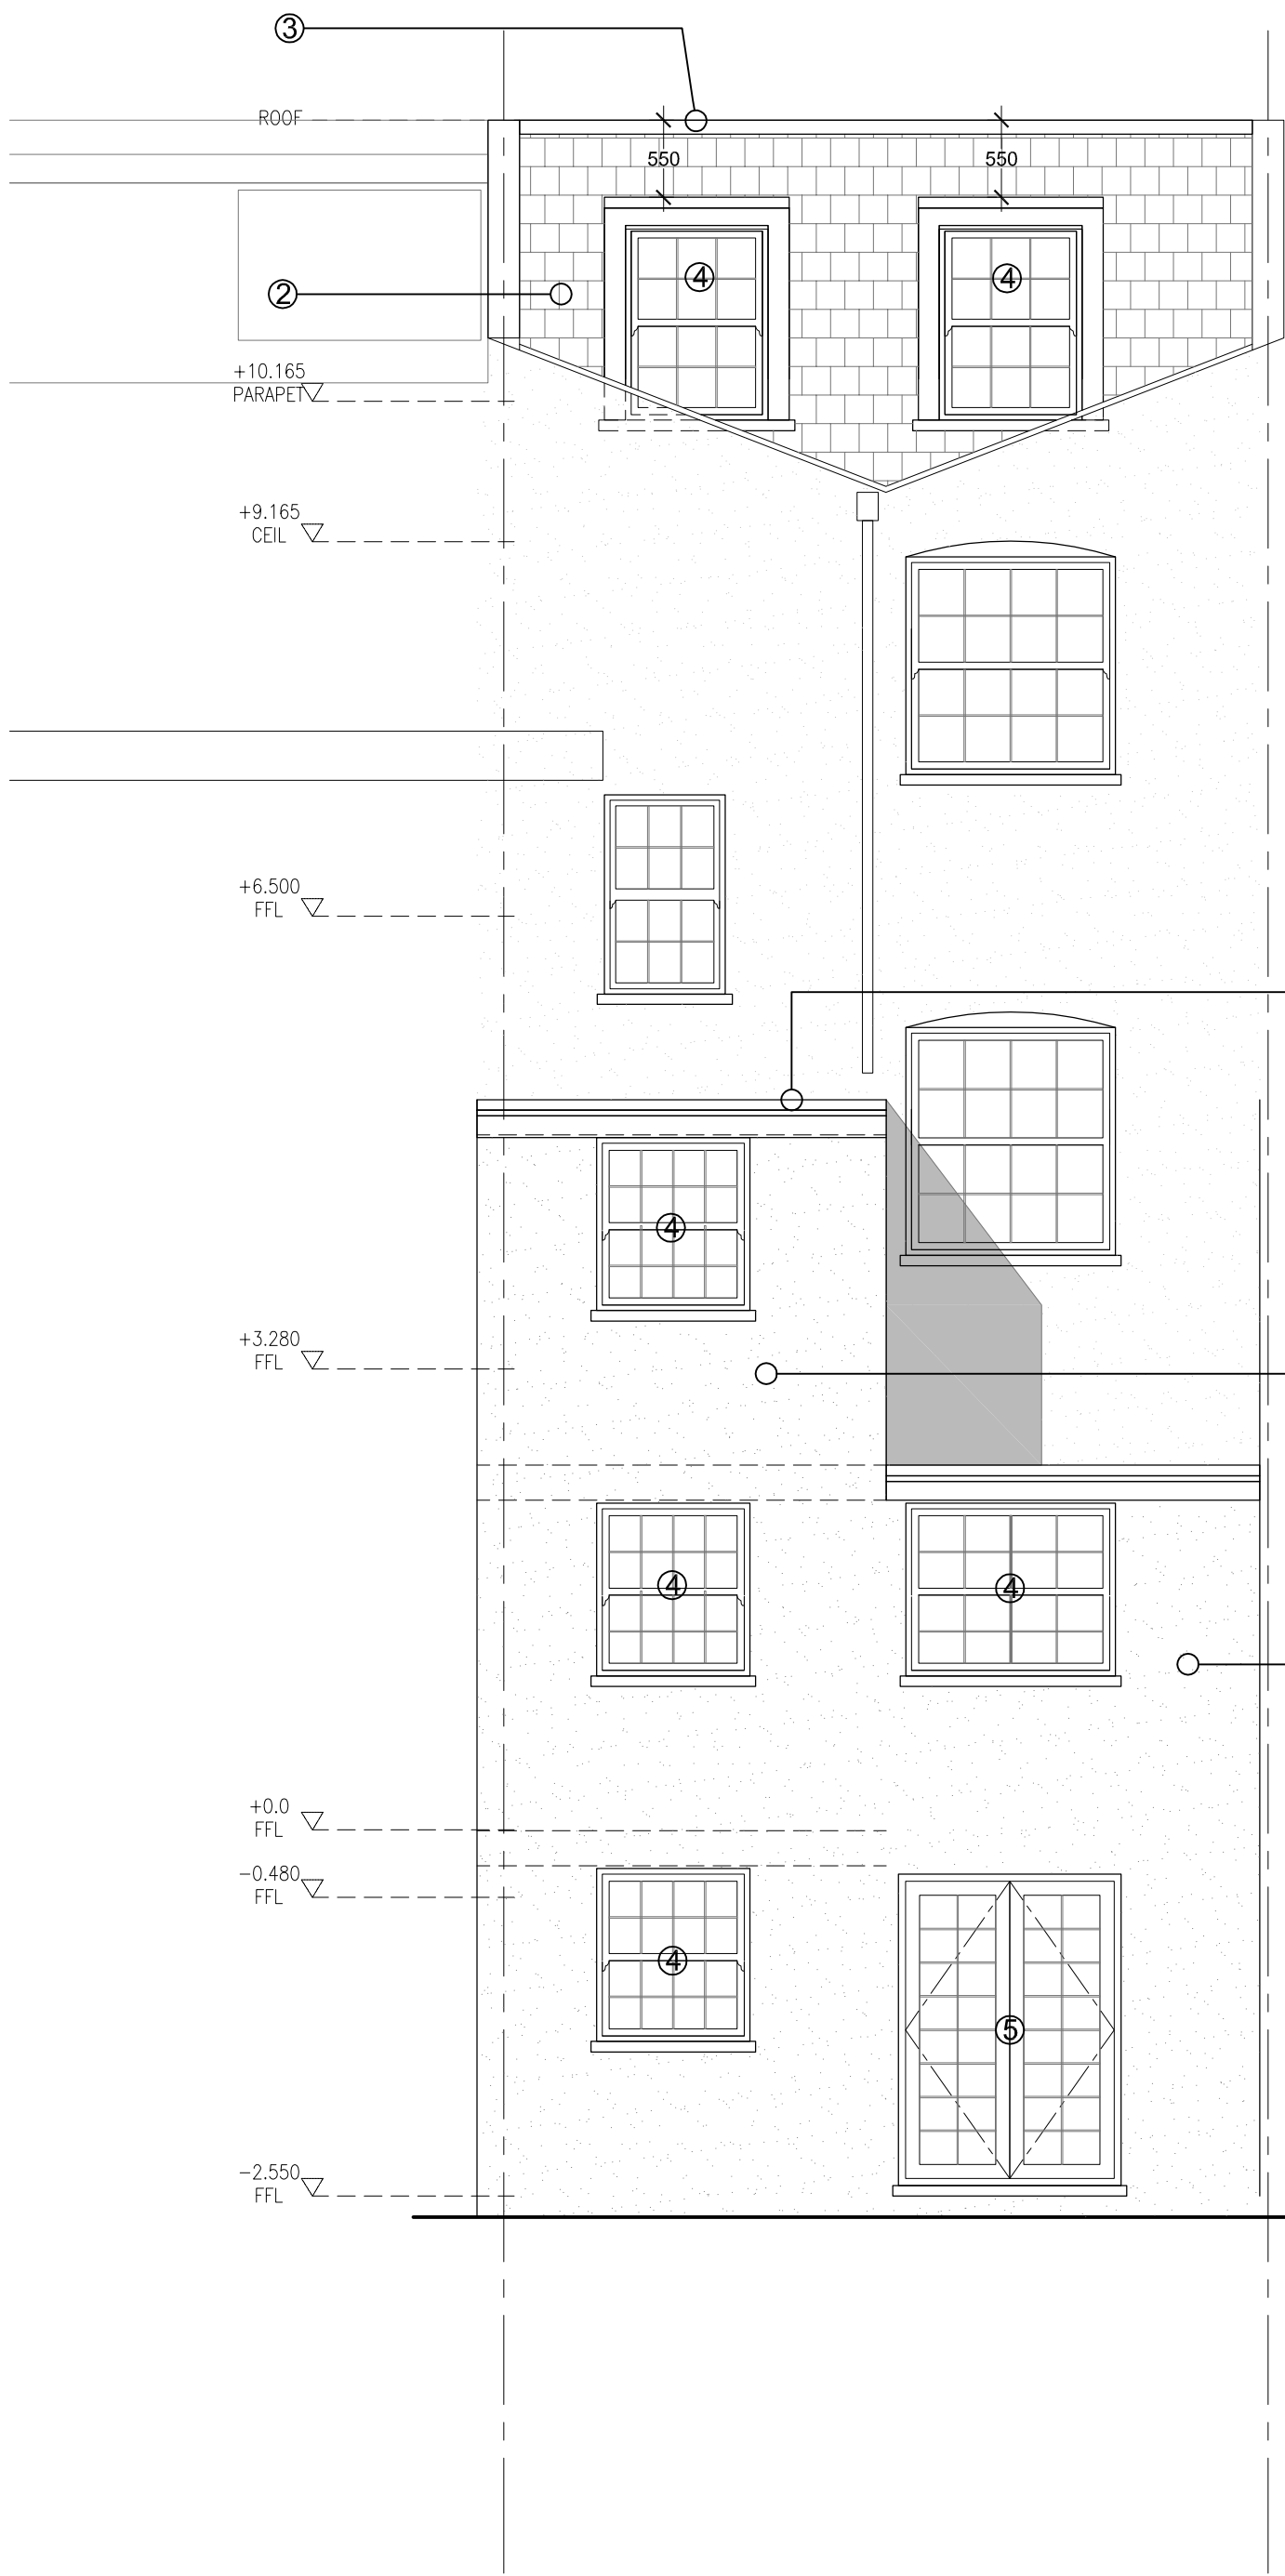 ③
ROOF
550 550
④ ④
②
+10.165
PARAPET
+9.165
CEIL
+6.500
FFL
④
+3.280
FFL
④ ④
+0.0
FFL
-0.480
FFL
④
⑤
-2.550
FFL